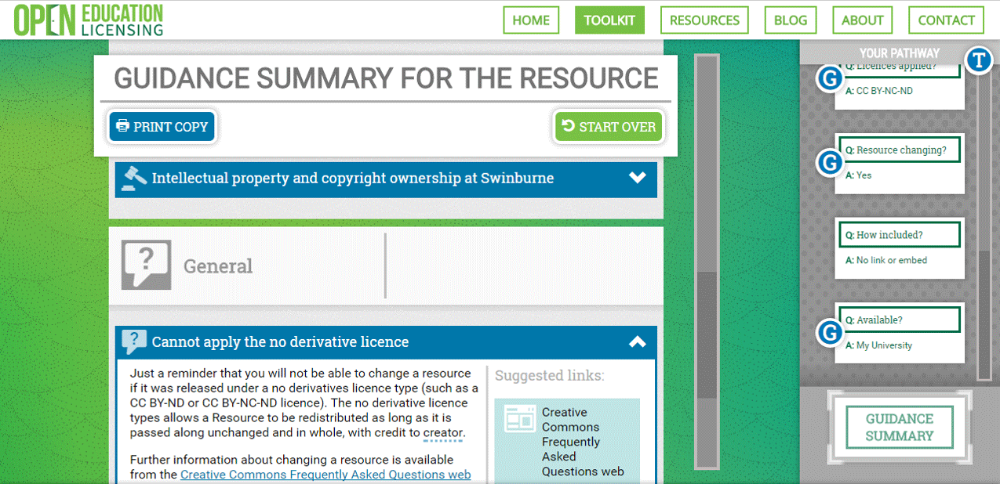 OPEN EDUCATION
LICENSING
HOME
TOOLKIT
RESOURCES
BLOG
ABOUT
CONTACT
GUIDANCE SUMMARY FOR THE RESOURCE
PRINT COPY
START OVER
Intellectual property and copyright ownership at Swinburne
? General
? Cannot apply the no derivative licence
Just a reminder that you will not be able to change a resource
if it was released under a no derivatives licence type (such as a
CC BY-ND or CC BY-NC-ND licence). The no derivative licence
types allows a Resource to be redistributed as long as it is
passed along unchanged and in whole, with credit to creator.
Further information about changing a resource is available
from the Creative Commons Frequently Asked Questions web
Suggested links:
Creative
Commons
Frequently
Asked
Questions web
YOUR PATHWAY
T
G
Q: Licences applied?
A: CC BY-NC-ND
G
Q: Resource changing?
A: Yes
Q: How included?
A: No link or embed
G
Q: Available?
A: My University
GUIDANCE
SUMMARY